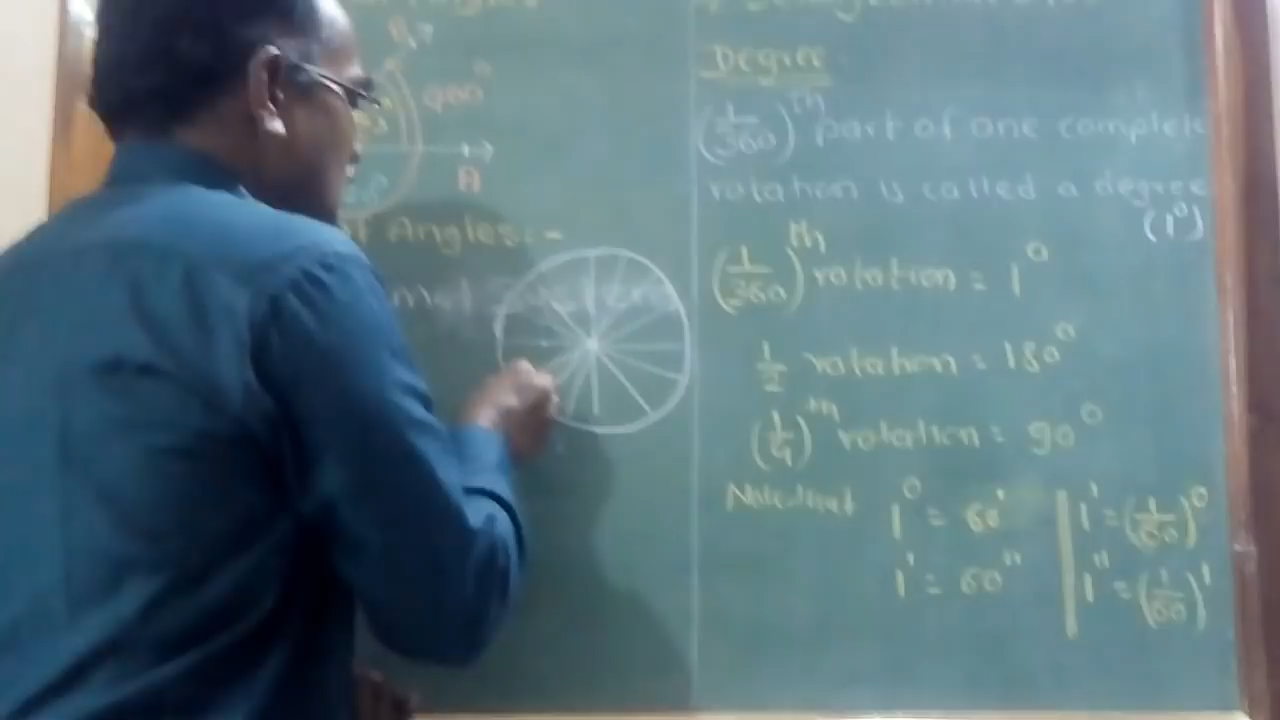 Angles
A
Angles:-
Degree
(1/360)th part of one complete
rotation is called a degree
(1°)
(1/360)th rotation = 1°
1/2 rotation = 180°
(1/4)th rotation = 90°
Note that 1° = 60' | 1' = (1/60)°
1' = 60" | 1" = (1/60)'